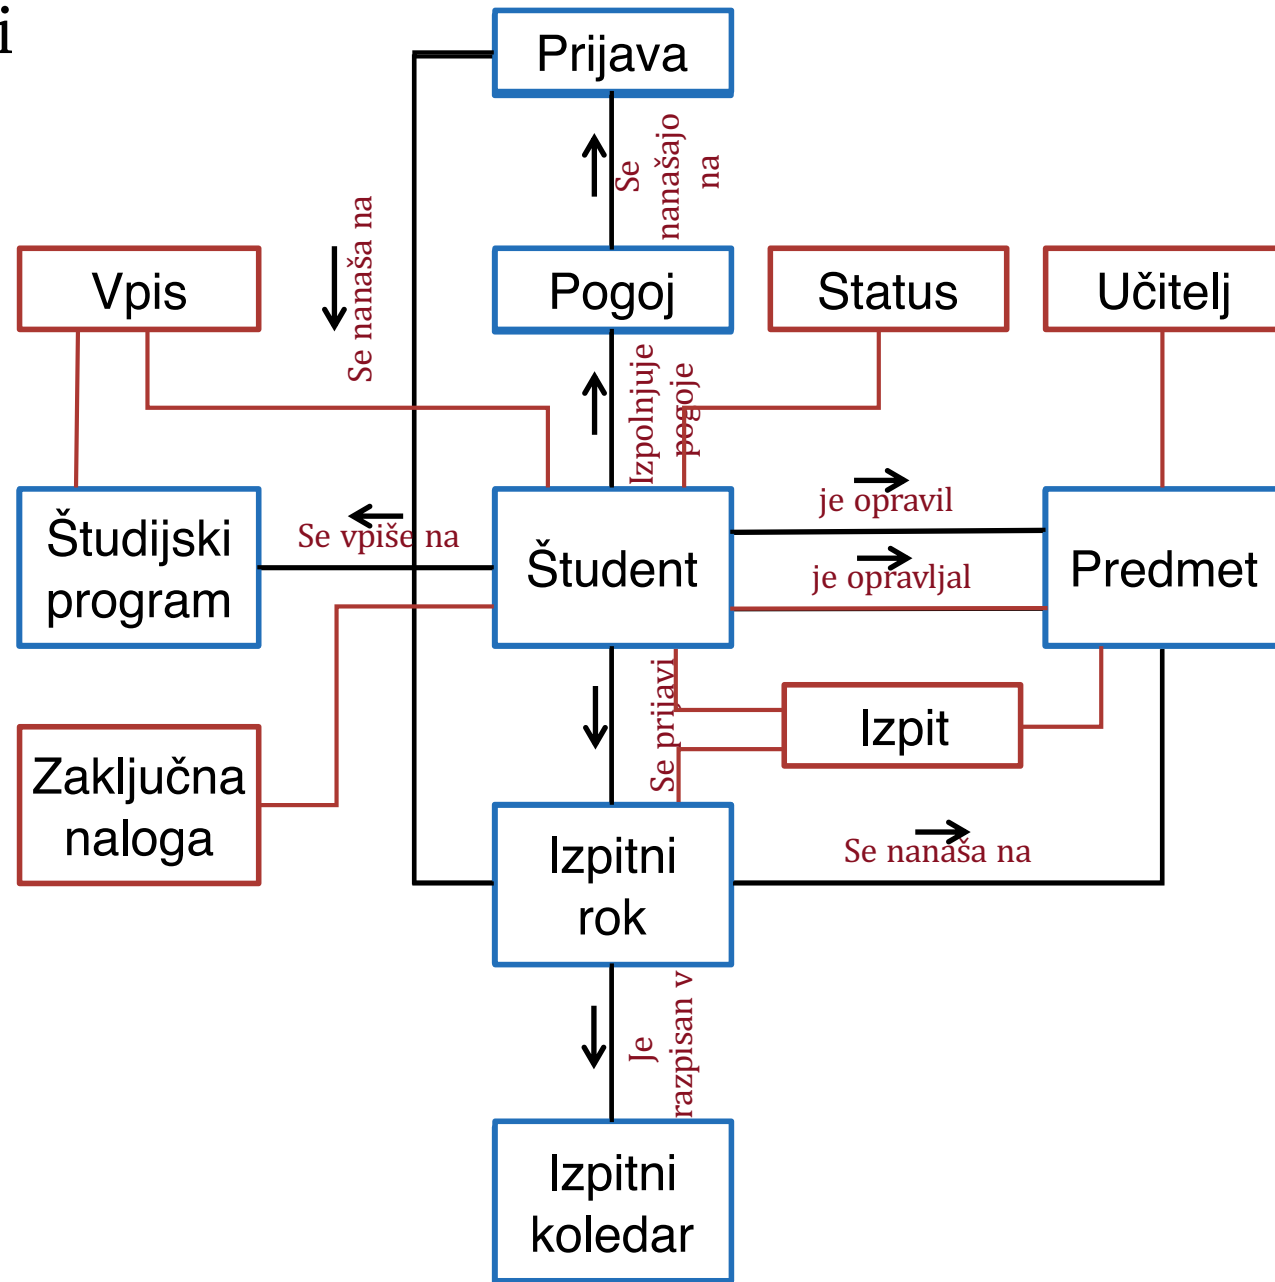 i
Prijava
Se
nanašajo
na
Se nanaša na
Vpis
Pogoj
Status
Učitelj
Izpolnjuje
pogoje
Študijski
program
Se vpiše na
Študent
je opravil
je opravljal
Predmet
Se prijavi
Izpit
Zaključna
naloga
Izpitni
rok
Se nanaša na
Je
razpisan v
Izpitni
koledar